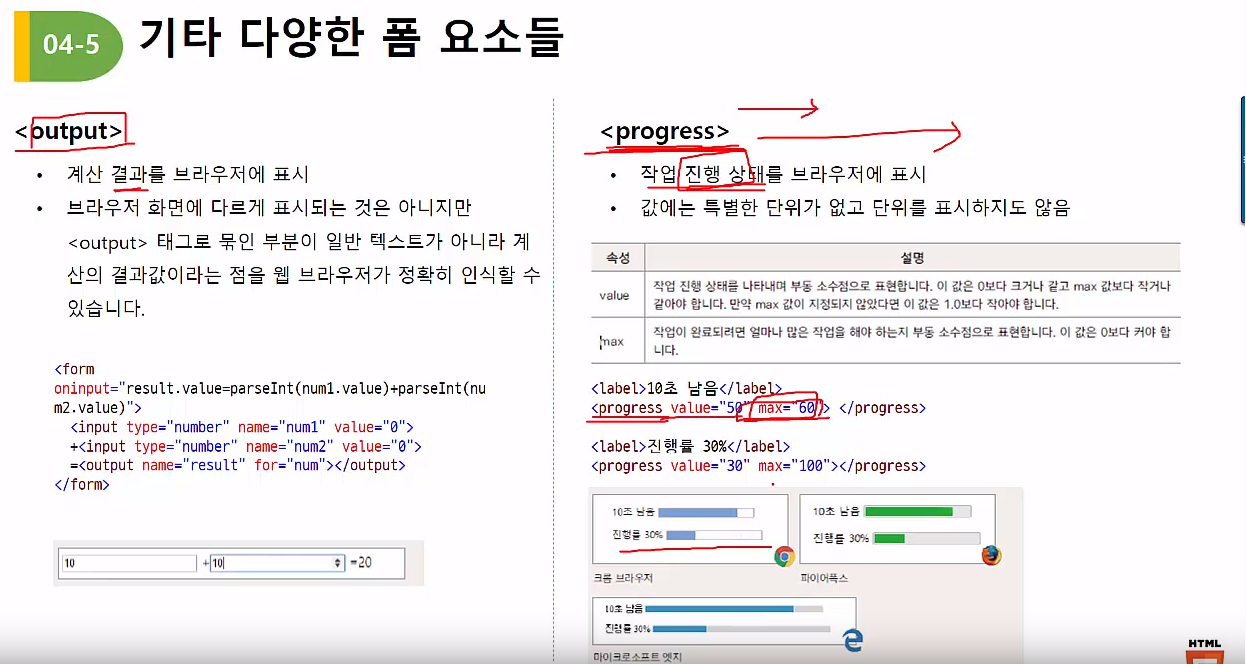 04-5 기타 다양한 폼 요소들
<output>
• 계산 결과를 브라우저에 표시
• 브라우저 화면에 다르게 표시되는 것은 아니지만
<output> 태그로 묶인 부분이 일반 텍스트가 아니라 계
산의 결과값이라는 점을 웹 브라우저가 정확히 인식할 수
있습니다.
<form
oninput="result.value=parseInt(num1.value)+parseInt(nu
m2.value)">
<input type="number" name="num1" value="0">
+<input type="number" name="num2" value="0">
=<output name="result" for="num"></output>
</form>
10 +10 =20
<progress>
• 작업 진행 상태를 브라우저에 표시
• 값에는 특별한 단위가 없고 단위를 표시하지도 않음
속성 설명
value 작업 진행 상태를 나타내며 부동 소수점으로 표현합니다. 이 값은 0보다 크거나 같고 max 값보다 작거나
같아야 합니다. 만약 max 값이 지정되지 않았다면 이 값은 1.0보다 작아야 합니다.
max 작업이 완료되려면 얼마나 많은 작업을 해야 하는지 부동 소수점으로 표현합니다. 이 값은 0보다 커야 합
니다.
<label>10초 남음</label>
<progress value="50" max="60"> </progress>
<label>진행률 30%</label>
<progress value="30" max="100"></progress>
10초 남음
진행률 30%
크롬 브라우저
10초 남음
진행률 30%
파이어폭스
10초 남음
진행률 30%
마이크로소프트 엣지
HTML